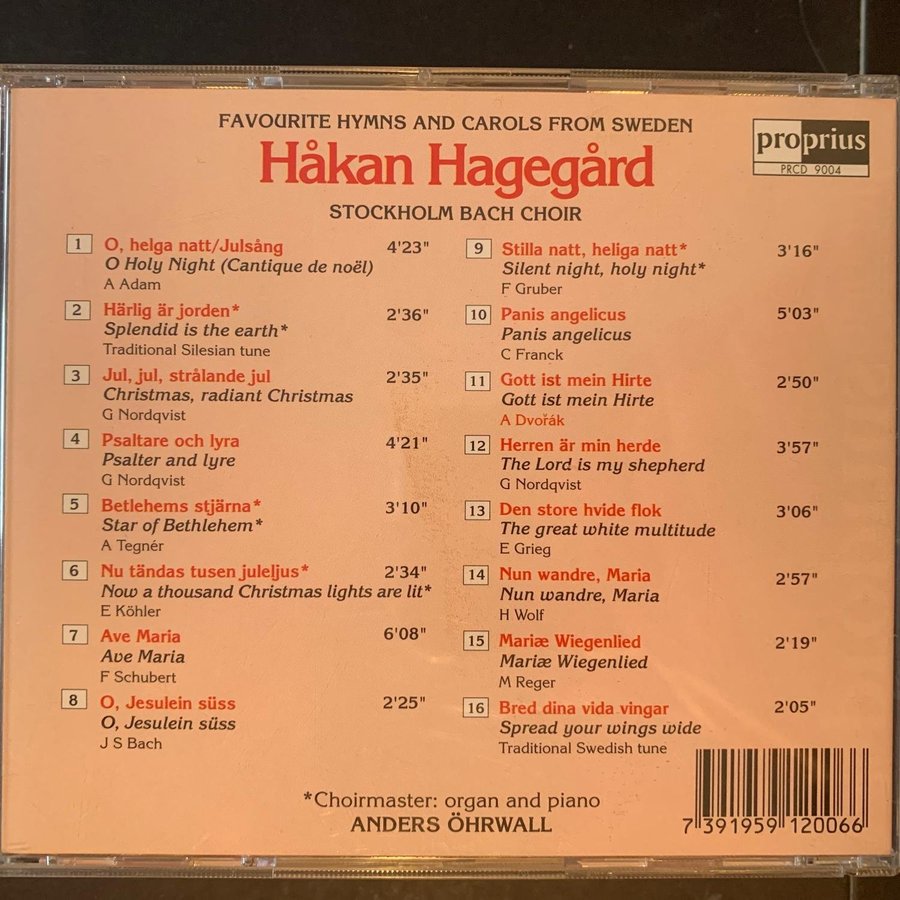 FAVOURITE HYMNS AND CAROLS FROM SWEDEN
Håkan Hagegård
STOCKHOLM BACH CHOIR
proprius
PRCD 9004
1 O, helga natt/Julsång 4'23"
O Holy Night (Cantique de noël)
A Adam
2 Härlig är jorden* 2'36"
Splendid is the earth*
Traditional Silesian tune
3 Jul, jul, strålande jul 2'35"
Christmas, radiant Christmas
G Nordqvist
4 Psaltare och lyra 4'21"
Psalter and lyre
G Nordqvist
5 Betlehems stjärna* 3'10"
Star of Bethlehem*
A Tegnér
6 Nu tändas tusen juleljus* 2'34"
Now a thousand Christmas lights are lit*
E Köhler
7 Ave Maria 6'08"
Ave Maria
F Schubert
8 O, Jesulein süss 2'25"
O, Jesulein süss
J S Bach
9 Stilla natt, heliga natt* 3'16"
Silent night, holy night*
F Gruber
10 Panis angelicus 5'03"
Panis angelicus
C Franck
11 Gott ist mein Hirte 2'50"
Gott ist mein Hirte
A Dvořák
12 Herren är min herde 3'57"
The Lord is my shepherd
G Nordqvist
13 Den store hvide flok 3'06"
The great white multitude
E Grieg
14 Nun wandre, Maria 2'57"
Nun wandre, Maria
H Wolf
15 Mariæ Wiegenlied 2'19"
Mariæ Wiegenlied
M Reger
16 Bred dina vida vingar 2'05"
Spread your wings wide
Traditional Swedish tune
*Choirmaster: organ and piano
ANDERS ÖHRWALL
7 391959 120066